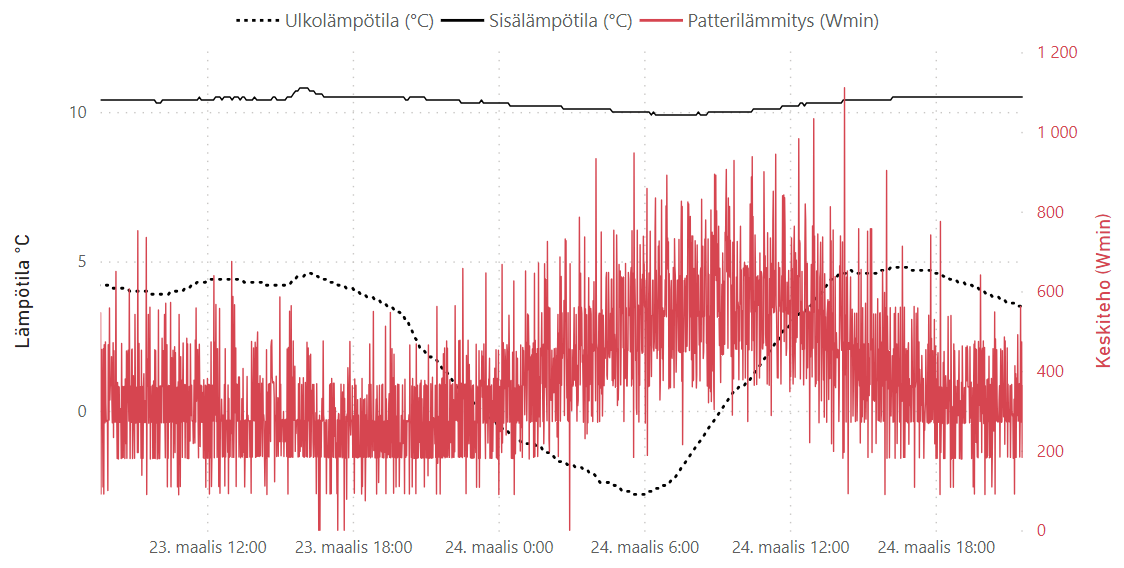 Ulkolämpötila (°C) Sisälämpötila (°C) Patterilämmitys (Wmin)
1 200
10
1 000
800
5
600
400
0
200
0
Lämpötila °C
Keskiteho (Wmin)
23. maalis 12:00 23. maalis 18:00 24. maalis 0:00 24. maalis 6:00 24. maalis 12:00 24. maalis 18:00